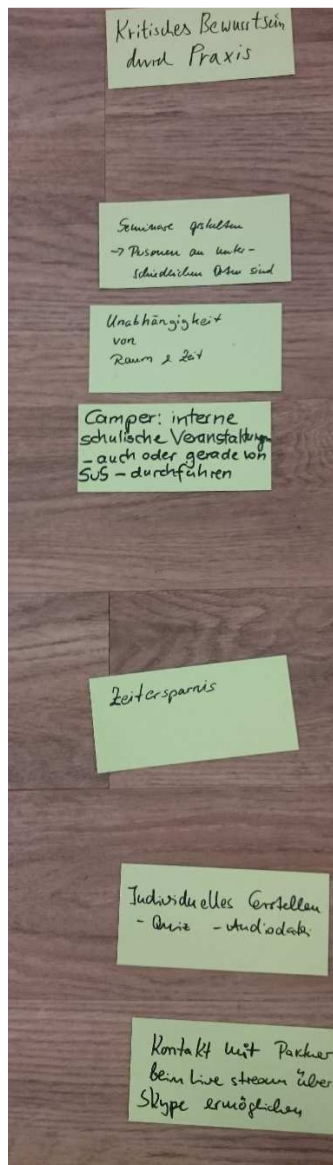 Kritisches Bewusstsein
durch Praxis
Seminare gestalten
→ Personen an unter-
schiedlichen Orten sind
Unabhängigkeit
von
Raum & Zeit
Camper: interne
schulische Veranstaltungen
– auch oder gerade von
SuS – durchführen
Zeitersparnis
Individuelles Erstellen
- Quiz - Audiodatei
Kontakt mit Partner
beim Live stream über
Skype ermöglichen